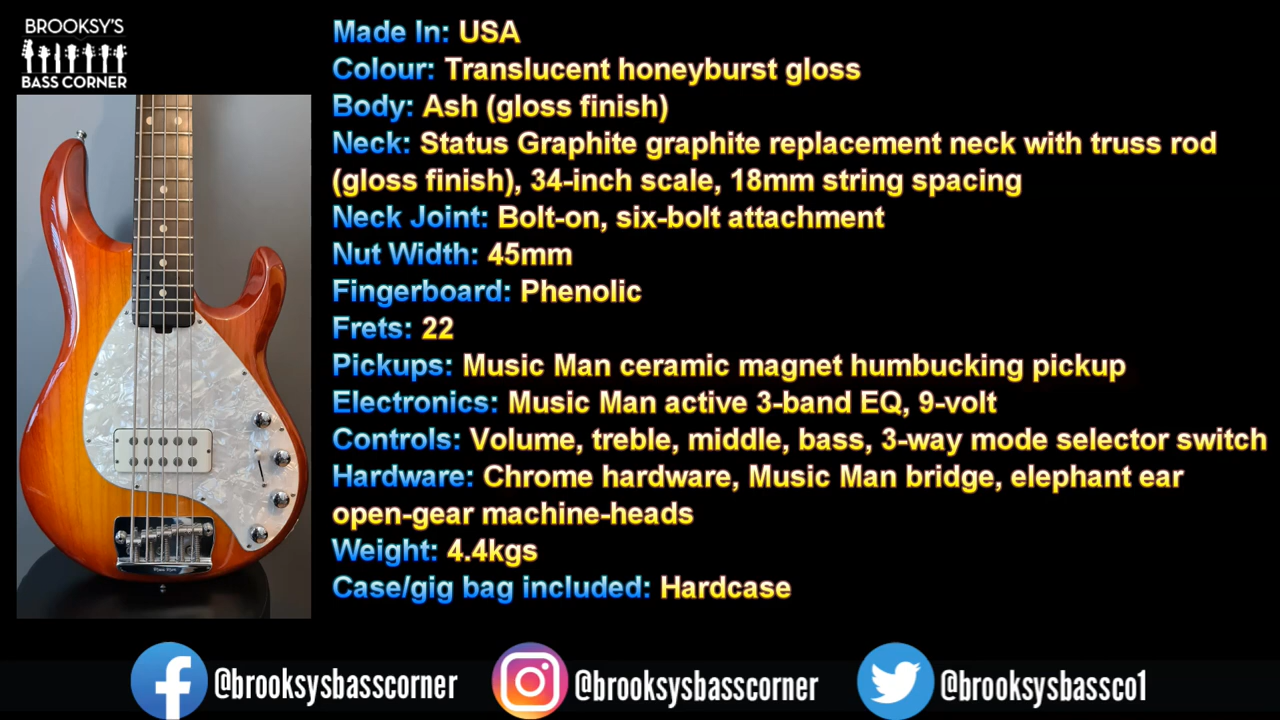 BROOKSY'S
BASS CORNER
Made In: USA
Colour: Translucent honeyburst gloss
Body: Ash (gloss finish)
Neck: Status Graphite graphite replacement neck with truss rod
(gloss finish), 34-inch scale, 18mm string spacing
Neck Joint: Bolt-on, six-bolt attachment
Nut Width: 45mm
Fingerboard: Phenolic
Frets: 22
Pickups: Music Man ceramic magnet humbucking pickup
Electronics: Music Man active 3-band EQ, 9-volt
Controls: Volume, treble, middle, bass, 3-way mode selector switch
Hardware: Chrome hardware, Music Man bridge, elephant ear
open-gear machine-heads
Weight: 4.4kgs
Case/gig bag included: Hardcase
@brooksysbasscorner
@brooksysbasscorner
@brooksysbassco1